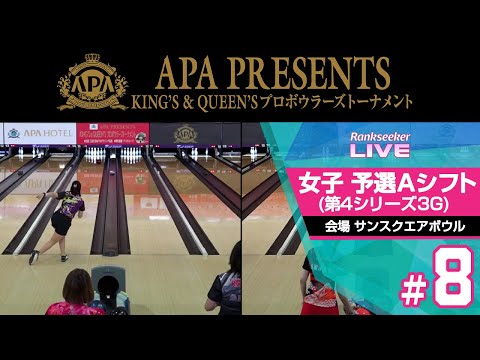 APA
APA PRESENTS
KING'S & QUEEN'Sプロボウラーズトーナメント
APA HOTEL
APA PRESENTS
Rankseeker
LIVE
女子 予選Aシフト
(第4シリーズ3G)
会場 サンスクエアボウル
#8